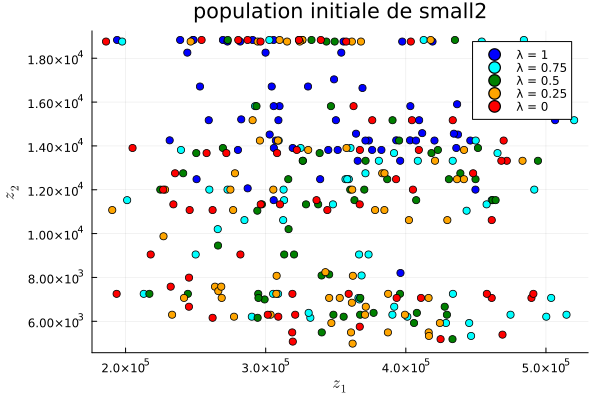 population initiale de small2
1.80×10⁴
1.60×10⁴
1.40×10⁴
1.20×10⁴
1.00×10⁴
8.00×10³
6.00×10³
z₂
λ = 1
λ = 0.75
λ = 0.5
λ = 0.25
λ = 0
2.0×10⁵
3.0×10⁵
4.0×10⁵
5.0×10⁵
z₁